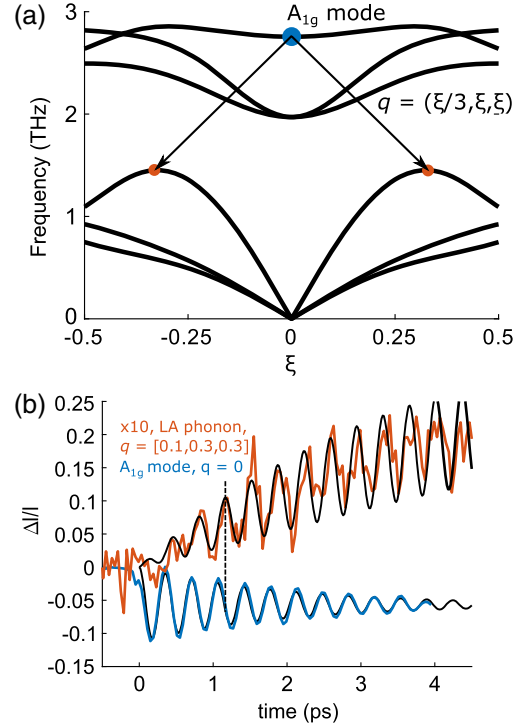 (a)
A1g mode
q = (ξ/3,ξ,ξ)
Frequency (THz)
3
2
1
0
-0.5
-0.25
0
0.25
0.5
ξ
(b)
x10, LA phonon,
q = [0.1,0.3,0.3]
A1g mode, q = 0
ΔI/I
0.25
0.2
0.15
0.1
0.05
0
-0.05
-0.1
-0.15
0
1
2
3
4
time (ps)